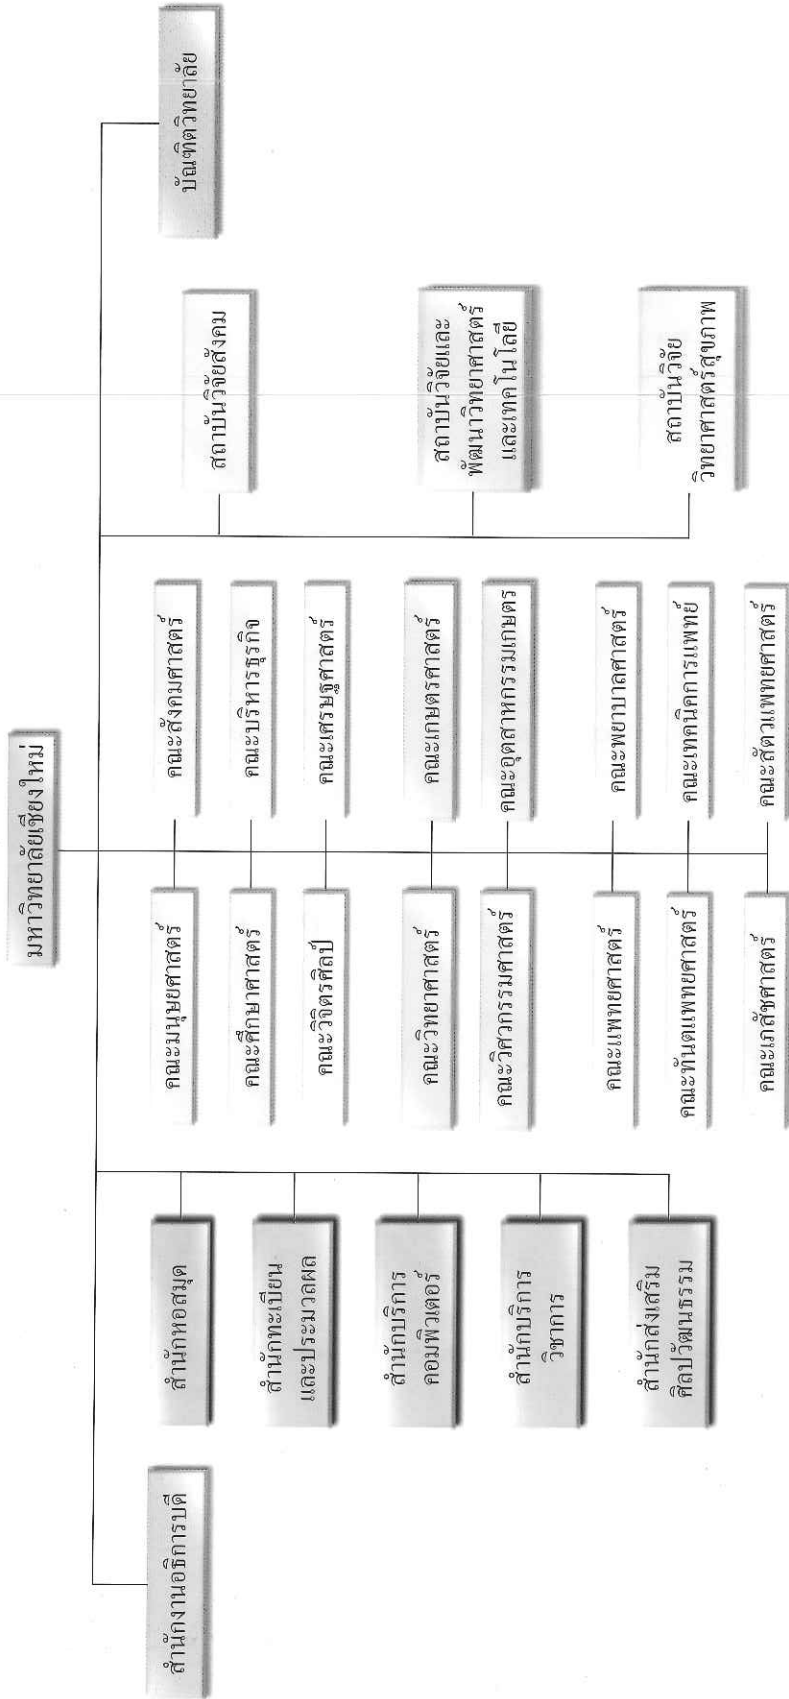 มหาวิทยาลัยเชียงใหม่
สำนักงานอธิการบดี
สำนักหอสมุด
สำนักทะเบียน
และประมวลผล
สำนักบริการ
คอมพิวเตอร์
สำนักบริการ
วิชาการ
สำนักส่งเสริม
ศิลปวัฒนธรรม
คณะมนุษยศาสตร์
คณะสังคมศาสตร์
คณะศึกษาศาสตร์
คณะบริหารธุรกิจ
คณะวิจิตรศิลป์
คณะเศรษฐศาสตร์
คณะวิทยาศาสตร์
คณะเกษตรศาสตร์
คณะวิศวกรรมศาสตร์
คณะอุตสาหกรรมเกษตร
คณะแพทยศาสตร์
คณะพยาบาลศาสตร์
คณะทันตแพทยศาสตร์
คณะเทคนิคการแพทย์
คณะเภสัชศาสตร์
คณะสัตวแพทยศาสตร์
สถาบันวิจัยสังคม
สถาบันวิจัยและ
พัฒนาวิทยาศาสตร์
และเทคโนโลยี
สถาบันวิจัย
วิทยาศาสตร์สุขภาพ
บัณฑิตวิทยาลัย